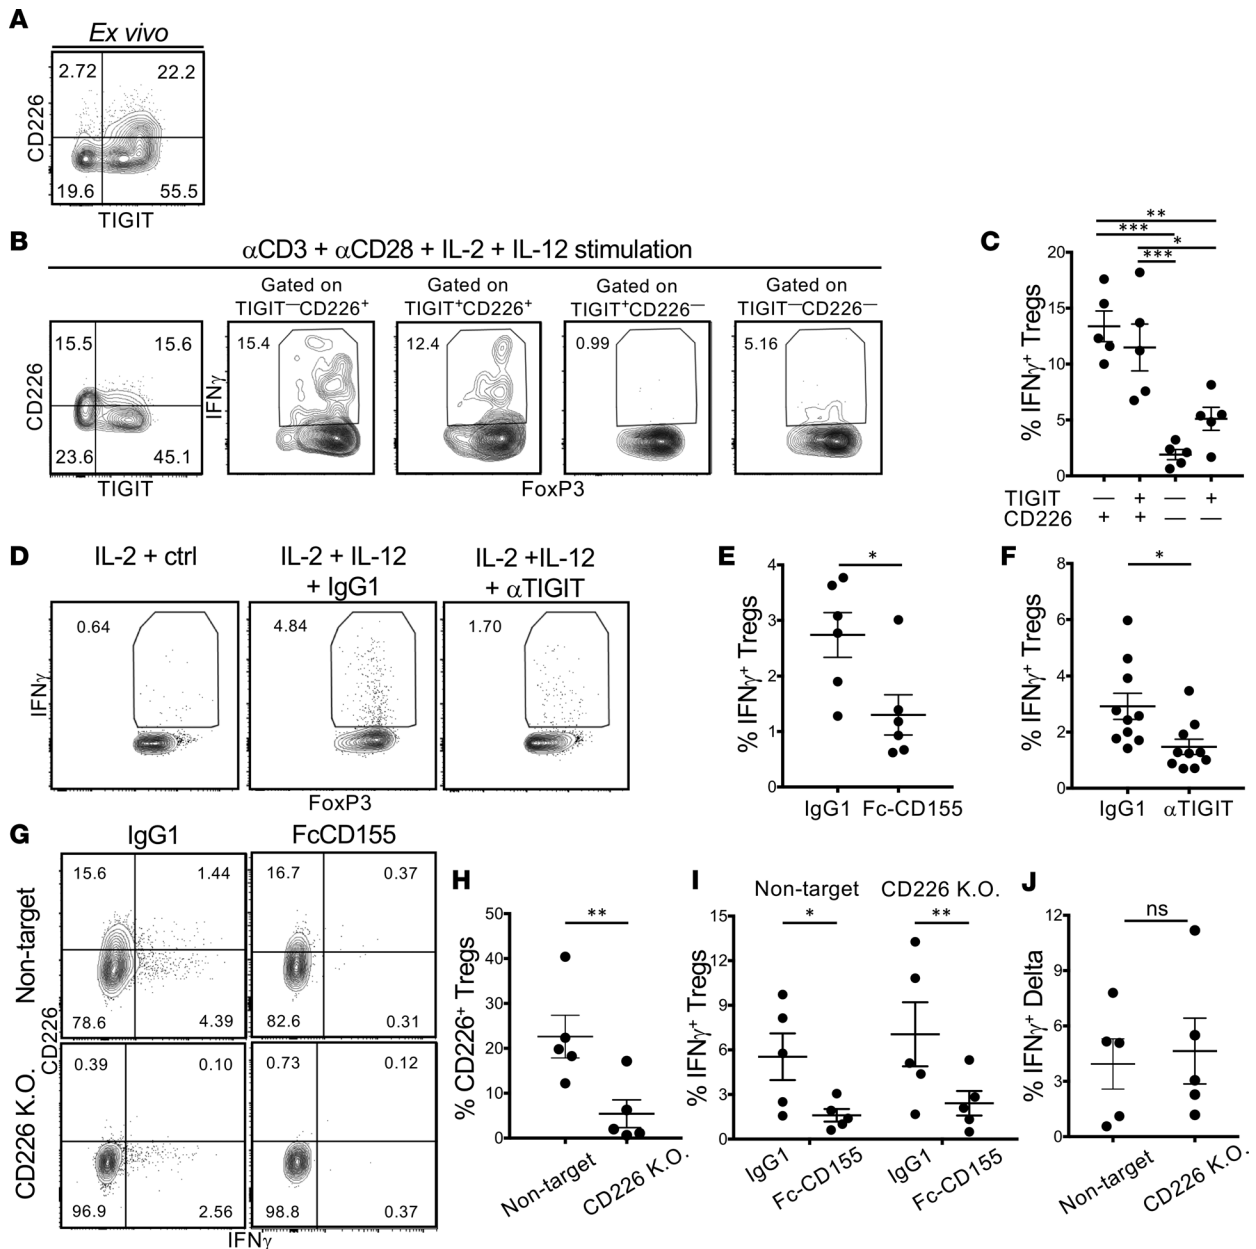 A
Ex vivo
2.72 22.2
CD226
19.6 55.5
TIGIT
B
αCD3 + αCD28 + IL-2 + IL-12 stimulation
Gated on TIGIT—CD226+
Gated on TIGIT+CD226+
Gated on TIGIT+CD226—
Gated on TIGIT—CD226—
15.5 15.6
CD226
23.6 45.1
TIGIT
IFNγ
15.4
12.4
0.99
5.16
FoxP3
C
** 
***
*
***
% IFNγ+ Tregs
20
15
10
5
0
TIGIT — + — +
CD226 + + — —
D
IL-2 + ctrl
IL-2 + IL-12
+ IgG1
IL-2 +IL-12
+ αTIGIT
IFNγ
0.64
4.84
1.70
FoxP3
E
*
% IFNγ+ Tregs
4
3
2
1
0
IgG1 Fc-CD155
F
*
% IFNγ+ Tregs
8
6
4
2
0
IgG1 αTIGIT
G
IgG1 FcCD155
Non-target
15.6 1.44
78.6 4.39
16.7 0.37
82.6 0.31
CD226
CD226 K.O.
0.39 0.10
96.9 2.56
0.73 0.12
98.8 0.37
IFNγ
H
**
% CD226+ Tregs
50
40
30
20
10
0
Non-target CD226 K.O.
I
Non-target CD226 K.O.
* **
% IFNγ+ Tregs
15
12
9
6
3
0
IgG1 Fc-CD155 IgG1 Fc-CD155
J
ns
% IFNγ+ Delta
12
9
6
3
0
Non-target CD226 K.O.